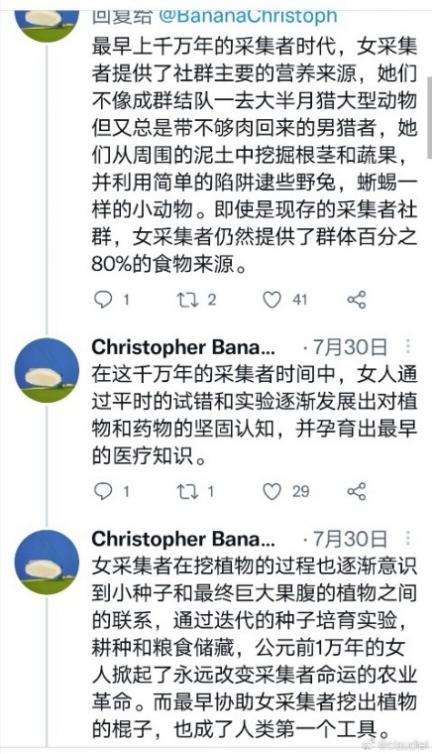 回复给 @BananaChristoph
最早上千万年的采集者时代，女采集
者提供了社群主要的营养来源，她们
不像成群结队一去大半月猎大型动物
但又总是带不够肉回来的男猎者，她
们从周围的泥土中挖掘根茎和蔬果，
并利用简单的陷阱逮些野兔，蜥蜴一
样的小动物。即使是现存的采集者社
群，女采集者仍然提供了群体百分之
80%的食物来源。
1 2 41
Christopher Bana... · 7月30日
在这千万年的采集者时间中，女人通
过平时的试错和实验逐渐发展出对植
物和药物的坚固认知，并孕育出最早
的医疗知识。
1 1 29
Christopher Bana... · 7月30日
女采集者在挖植物的过程也逐渐意识
到小种子和最终巨大果腹的植物之间
的联系，通过迭代的种子培育实验，
耕种和粮食储藏，公元前1万年的女
人掀起了永远改变采集者命运的农业
革命。而最早协助女采集者挖出植物
的棍子，也成了人类第一个工具。